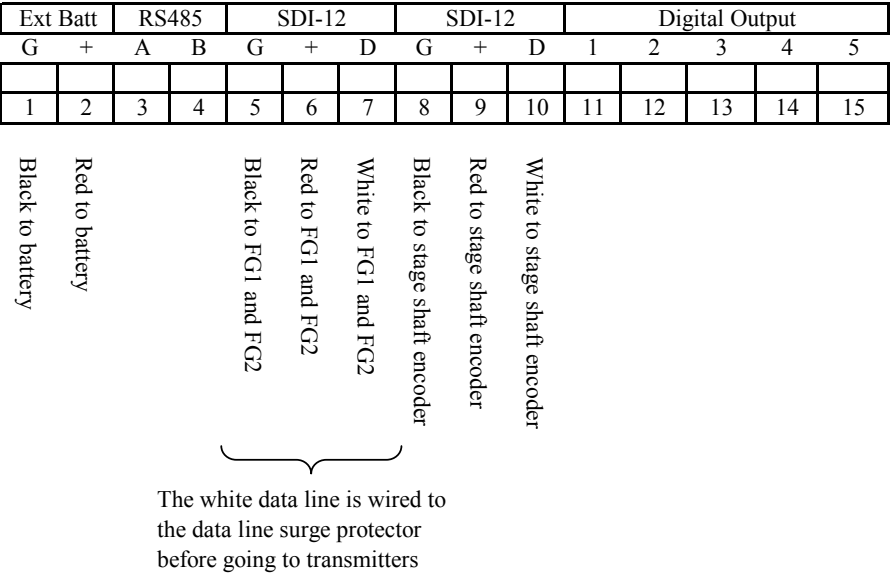 Ext Batt RS485 SDI-12 SDI-12 Digital Output
G + A B G + D G + D 1 2 3 4 5
1 2 3 4 5 6 7 8 9 10 11 12 13 14 15
Black to battery
Red to battery
Black to FG1 and FG2
Red to FG1 and FG2
White to FG1 and FG2
Black to stage shaft encoder
Red to stage shaft encoder
White to stage shaft encoder
The white data line is wired to
the data line surge protector
before going to transmitters